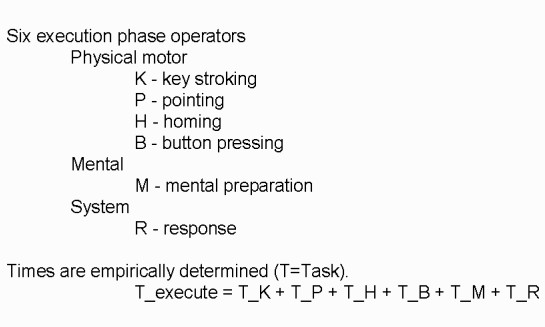 Six execution phase operators
Physical motor
K - key stroking
P - pointing
H - homing
B - button pressing
Mental
M - mental preparation
System
R - response
Times are empirically determined (T=Task).
T_execute = T_K + T_P + T_H + T_B + T_M + T_R